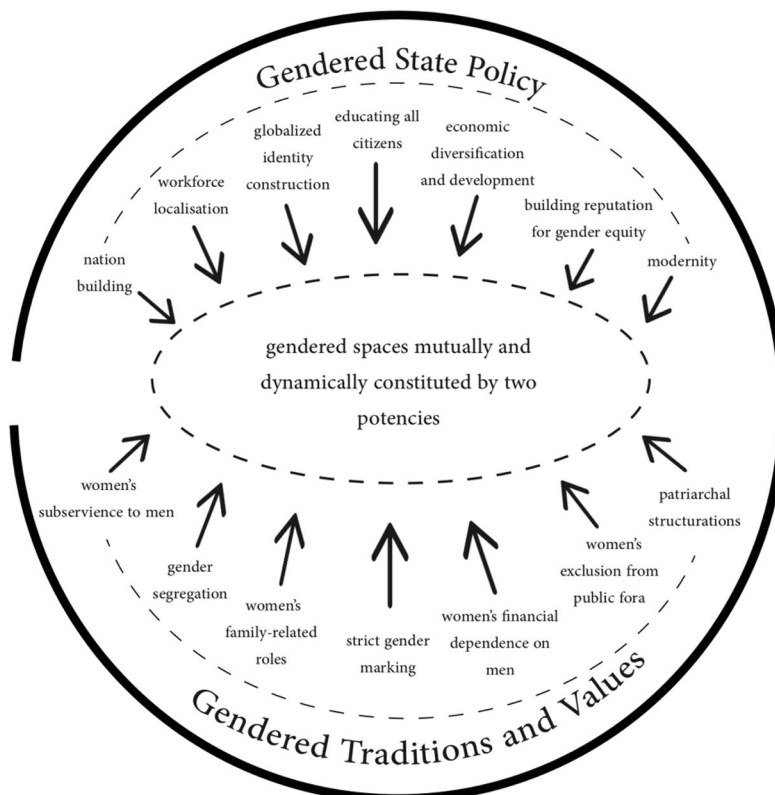 Gendered State Policy
nation
building
workforce
localisation
globalized
identity
construction
educating all
citizens
economic
diversification
and development
building reputation
for gender equity
modernity
gendered spaces mutually and
dynamically constituted by two
potencies
women's
subservience to men
gender
segregation
women's
family-related
roles
strict gender
marking
women's financial
dependence on
men
women's
exclusion from
public fora
patriarchal
structurations
Gendered Traditions and Values